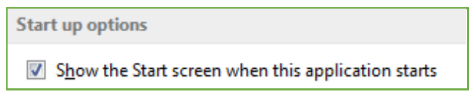 Start up options
Show the Start screen when this application starts